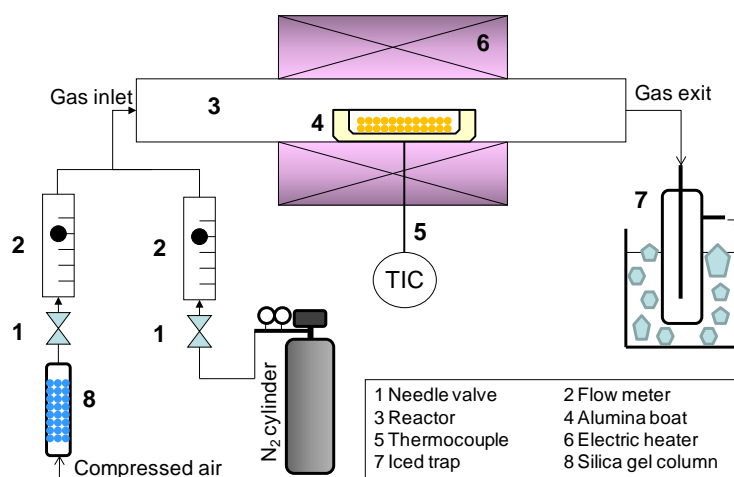 6
Gas inlet
3
4
Gas exit
7
2
2
5
TIC
1
1
8
N2 cylinder
Compressed air
1 Needle valve
2 Flow meter
3 Reactor
4 Alumina boat
5 Thermocouple
6 Electric heater
7 Iced trap
8 Silica gel column